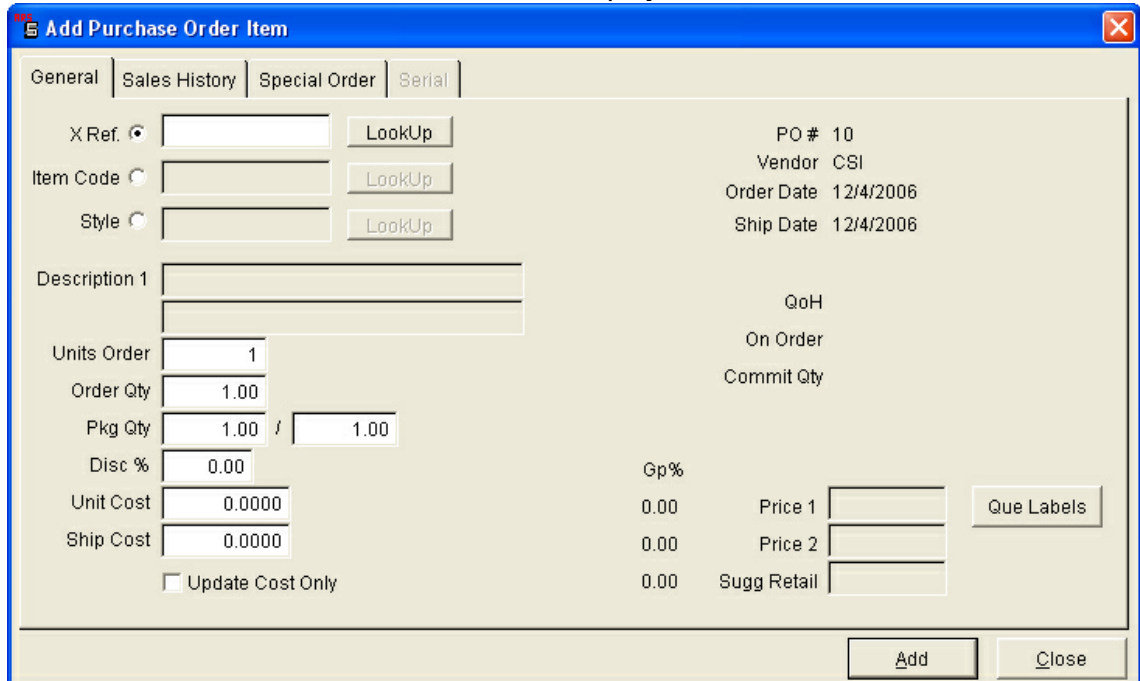 Add Purchase Order Item
General Sales History Special Order Serial
X Ref. LookUp PO # 10
Vendor CSI
Item Code LookUp
Order Date 12/4/2006
Style LookUp Ship Date 12/4/2006
Description 1
QoH
Units Order 1 On Order
Order Qty 1.00 Commit Qty
Pkg Qty 1.00 / 1.00
Disc % 0.00 Gp%
Unit Cost 0.0000 0.00 Price 1 Que Labels
Ship Cost 0.0000 0.00 Price 2
Update Cost Only 0.00 Sugg Retail
Add Close